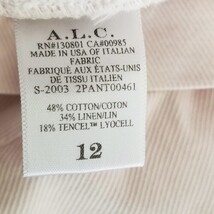 A.L.C.
RN#130801 CA#00985
MADE IN USA OF ITALIAN
FABRIC
FABRIQUÉ AUX ÉTATS-UNIS
DE TISSU ITALIEN
S-2003 2PANT00461
48% COTTON/COTON
34% LINEN/LIN
18% TENCEL™ LYOCELL
12